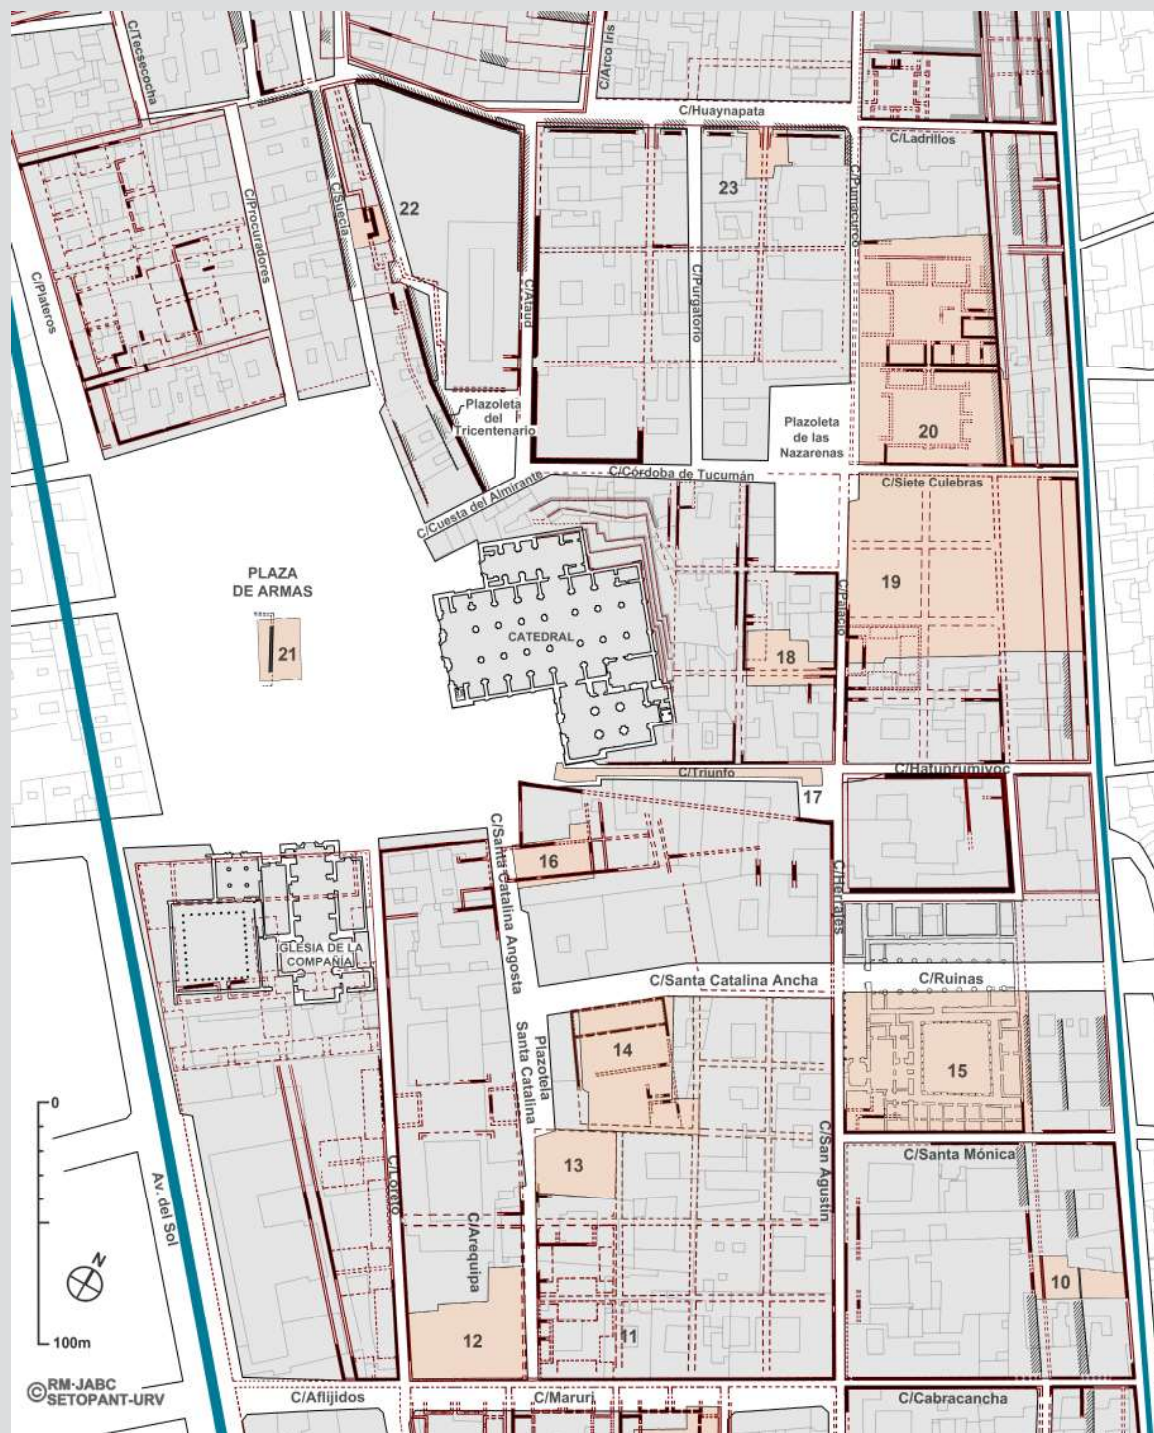 C/Tecsecocha
C/Arco Iris
C/Huaynapata
C/Ladrillos
C/Suecia
C/Procuradores
C/Plateros
22
23
C/Pumacurco
C/Ataud
C/Purgatorio
Plazoleta
del
Tricentenario
Plazoleta
de las
Nazarenas
20
C/Cuesta del Almirante
C/Córdoba de Tucumán
C/Siete Culebras
PLAZA
DE ARMAS
21
CATEDRAL
18
C/Palacio
19
C/Triunfo
C/Hatunrumiyoc
17
16
C/Santa Catalina Angosta
C/Herrajes
IGLESIA DE LA
COMPAÑIA
C/Santa Catalina Ancha
C/Ruinas
Plazoleta
Santa Catalina
14
15
13
C/San Agustín
C/Santa Mónica
C/Loreto
C/Arequipa
Av. del Sol
10
12
11
0
N
100m
©RM-JABC
SETOPANT-URV
C/Aflijidos
C/Maruri
C/Cabracancha